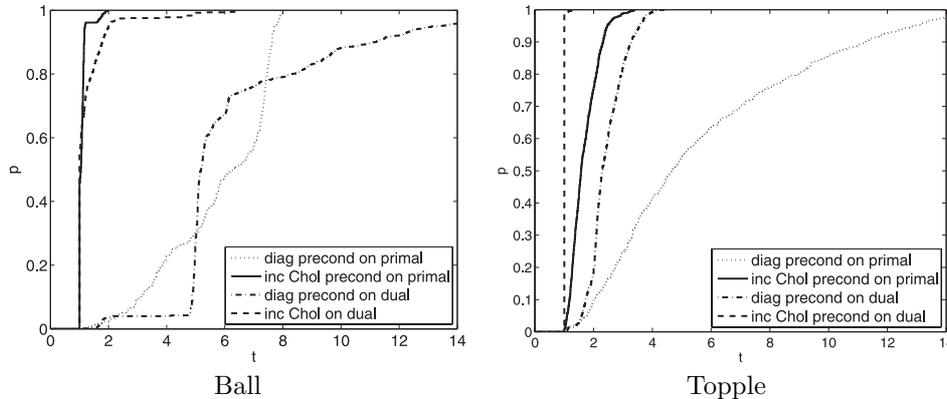 1
0.8
0.6
0.4
0.2
0
p
0 2 4 6 8 10 12 14
t
diag precond on primal
inc Chol precond on primal
diag precond on dual
inc Chol on dual
Ball
1
0.9
0.8
0.7
0.6
0.5
0.4
0.3
0.2
0.1
0
p
0 2 4 6 8 10 12 14
t
diag precond on primal
inc Chol precond on primal
diag precond on dual
inc Chol precond on dual
Topple